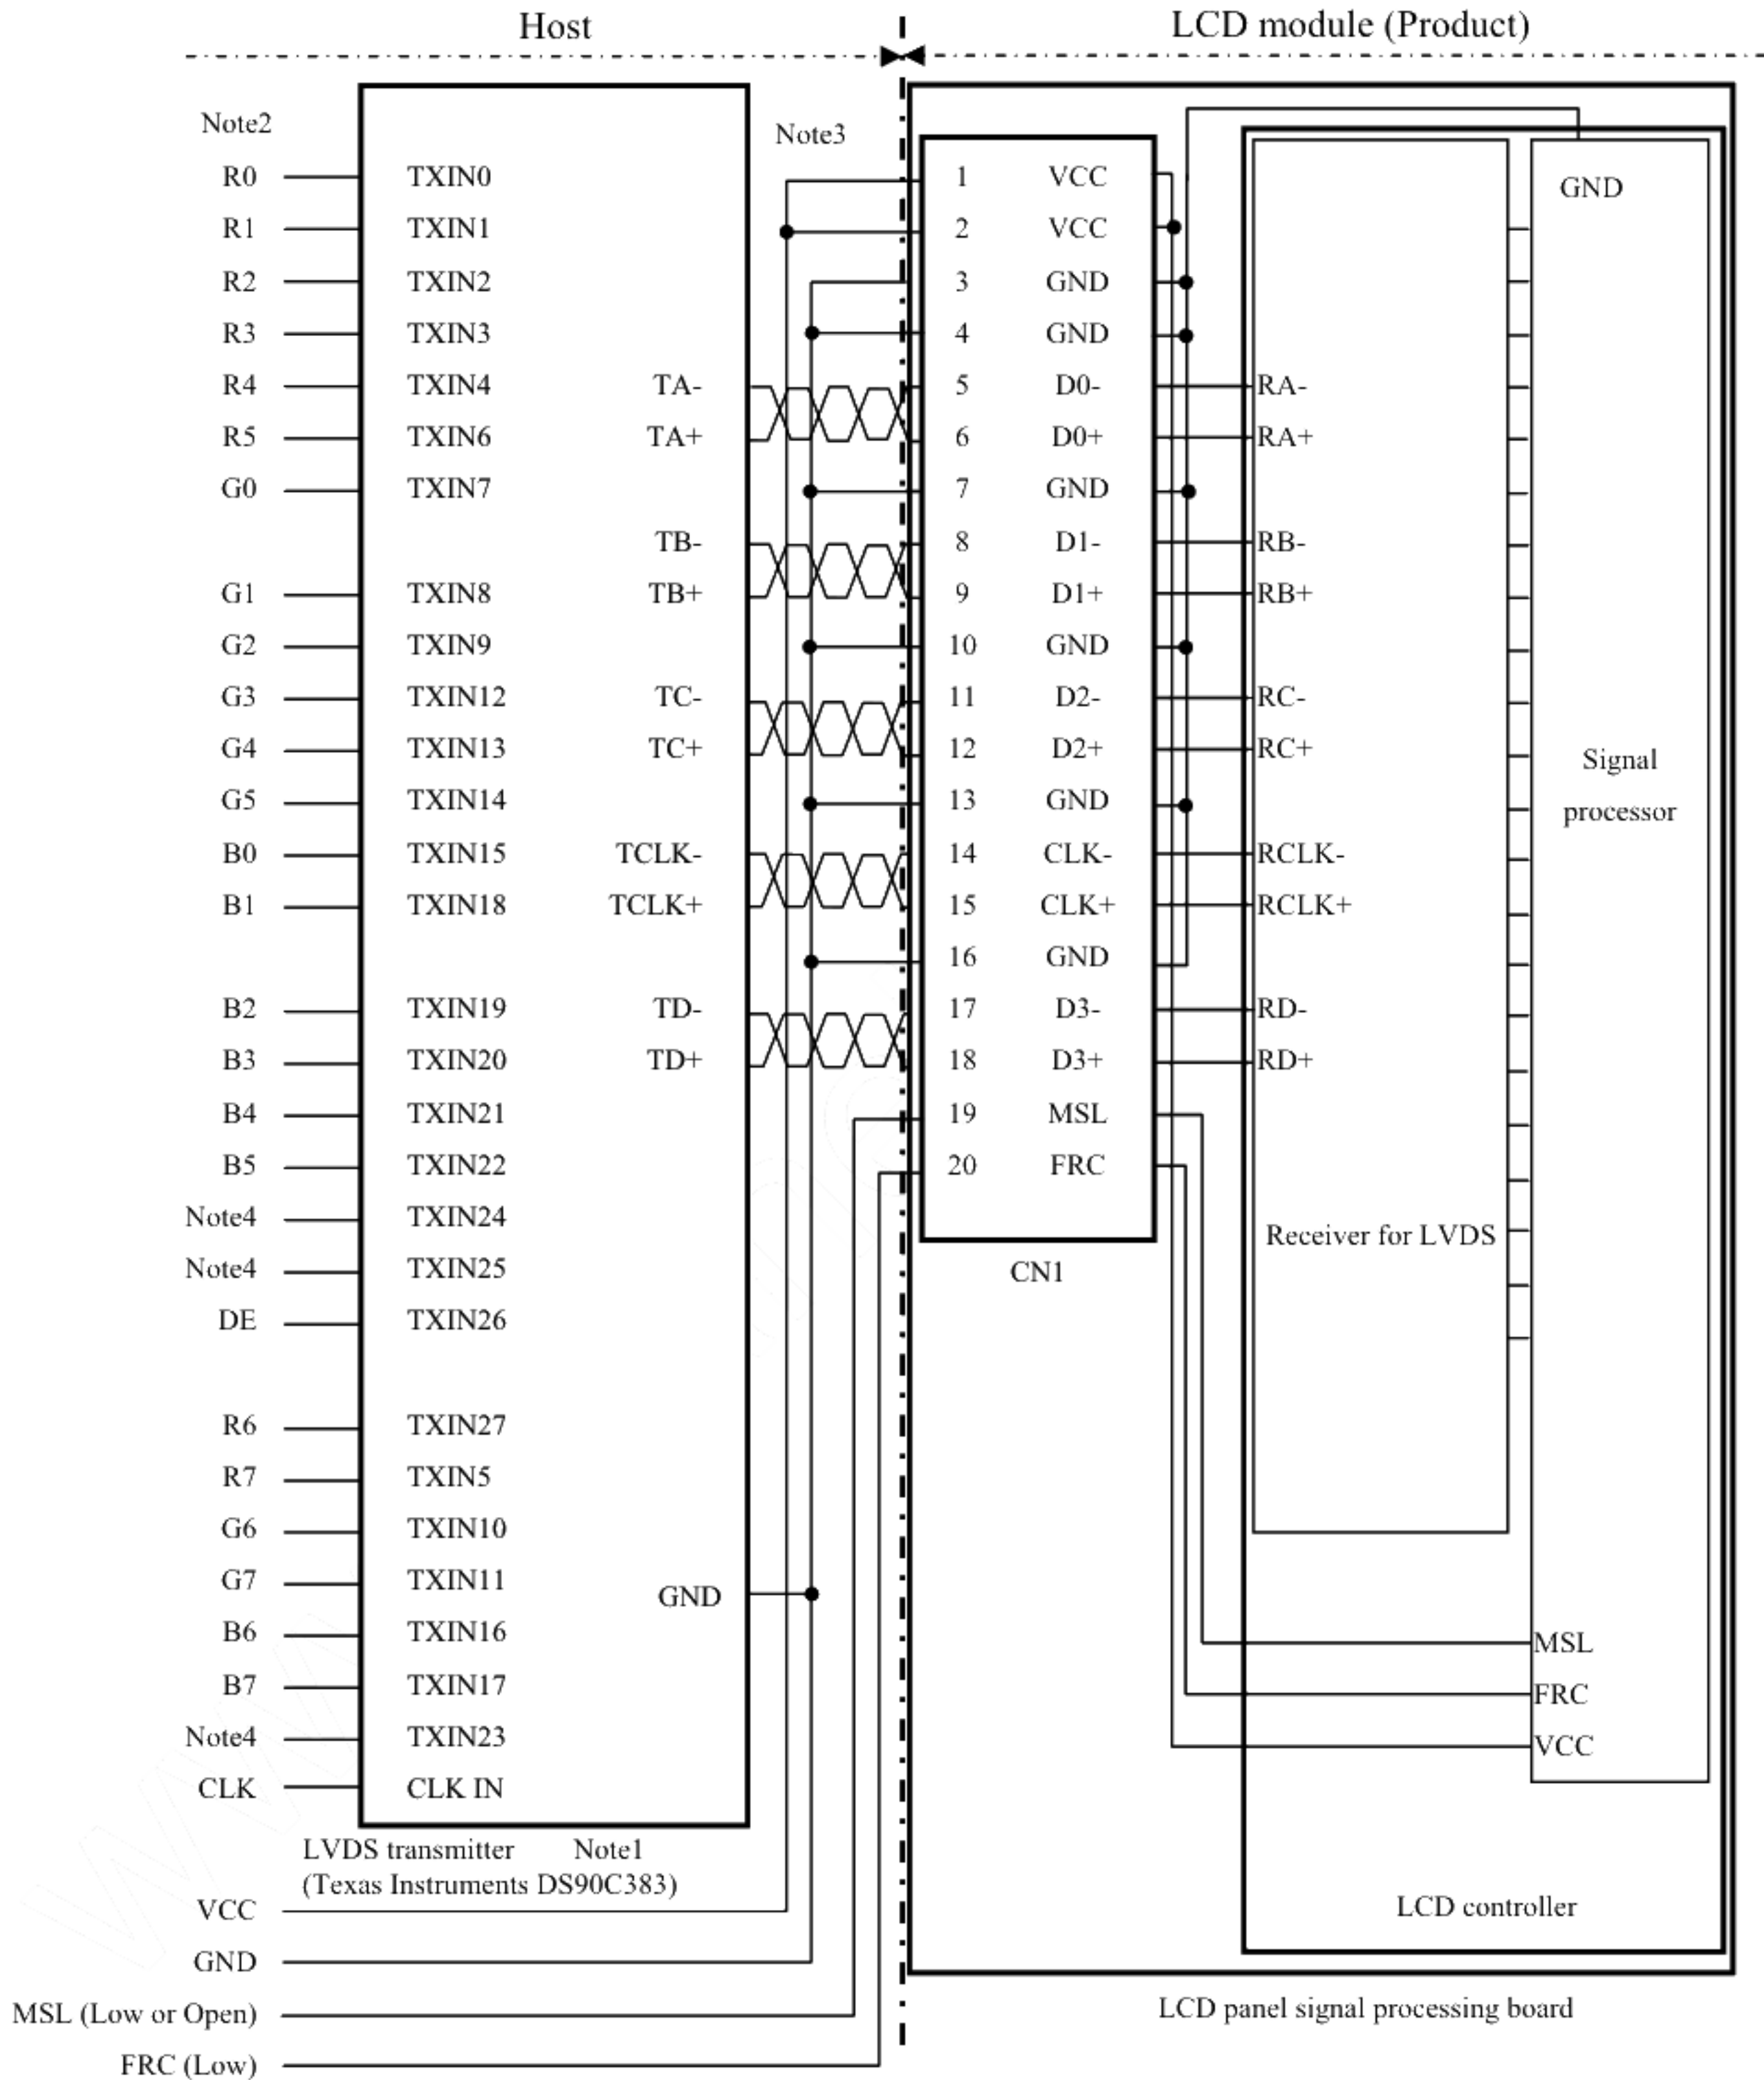 Host LCD module (Product)
Note2 Note3
R0 TXIN0 1 VCC
GND
R1 TXIN1 2 VCC
R2 TXIN2 3 GND
R3 TXIN3 4 GND
R4 TXIN4 TA- 5 D0- RA-
R5 TXIN6 TA+ 6 D0+ RA+
G0 TXIN7 7 GND
TB- 8 D1- RB-
G1 TXIN8 TB+ 9 D1+ RB+
G2 TXIN9 10 GND
G3 TXIN12 TC- 11 D2- RC-
G4 TXIN13 TC+ 12 D2+ RC+ Signal
G5 TXIN14 13 GND processor
B0 TXIN15 TCLK- 14 CLK- RCLK-
B1 TXIN18 TCLK+ 15 CLK+ RCLK+
16 GND
B2 TXIN19 TD- 17 D3- RD-
B3 TXIN20 TD+ 18 D3+ RD+
B4 TXIN21 19 MSL
B5 TXIN22 20 FRC
Note4 TXIN24 Receiver for LVDS
Note4 TXIN25 CN1
DE TXIN26
R6 TXIN27
R7 TXIN5
G6 TXIN10
G7 TXIN11 GND
B6 TXIN16 MSL
B7 TXIN17 FRC
Note4 TXIN23 VCC
CLK CLK IN
LVDS transmitter Note1
(Texas Instruments DS90C383)
VCC LCD controller
GND
MSL (Low or Open) LCD panel signal processing board
FRC (Low)